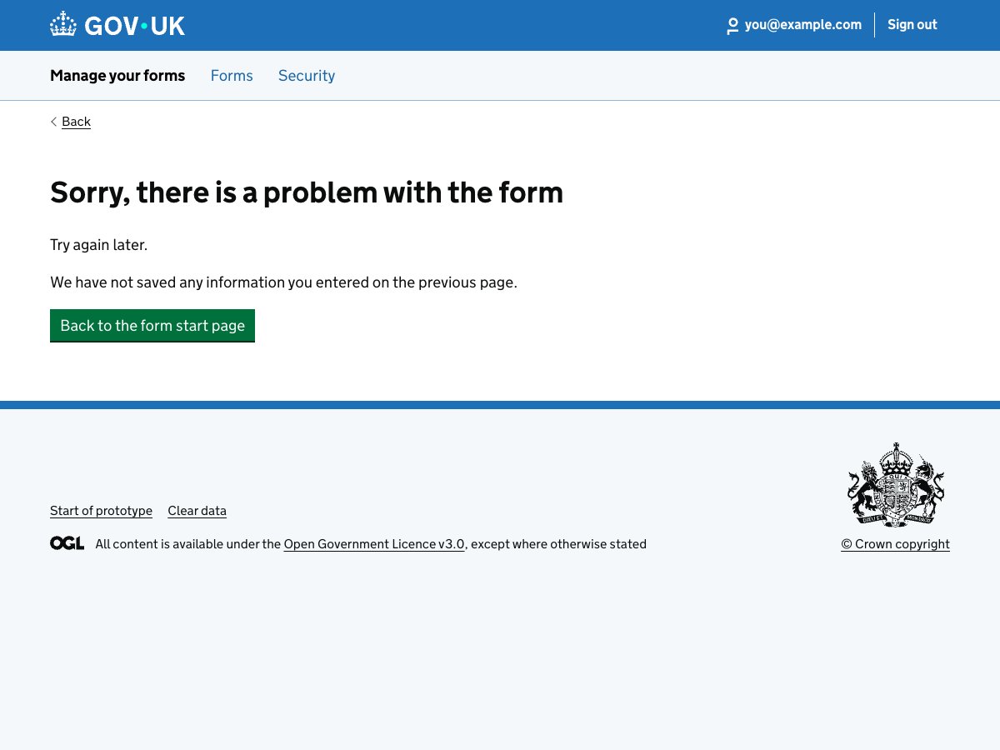 GOV•UK
you@example.com
Sign out
Manage your forms
Forms
Security
Back
Sorry, there is a problem with the form
Try again later.
We have not saved any information you entered on the previous page.
Back to the form start page
Start of prototype
Clear data
OGL All content is available under the Open Government Licence v3.0, except where otherwise stated
© Crown copyright